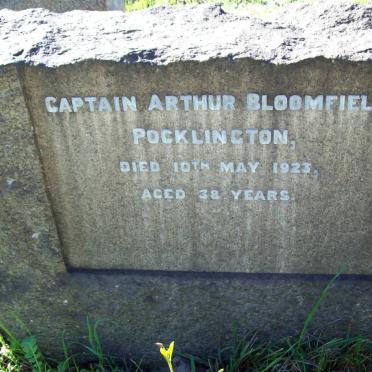 CAPTAIN ARTHUR BLOOMFIEL
POCKLINGTON,
DIED 10TH MAY 1923,
AGED 38 YEARS.